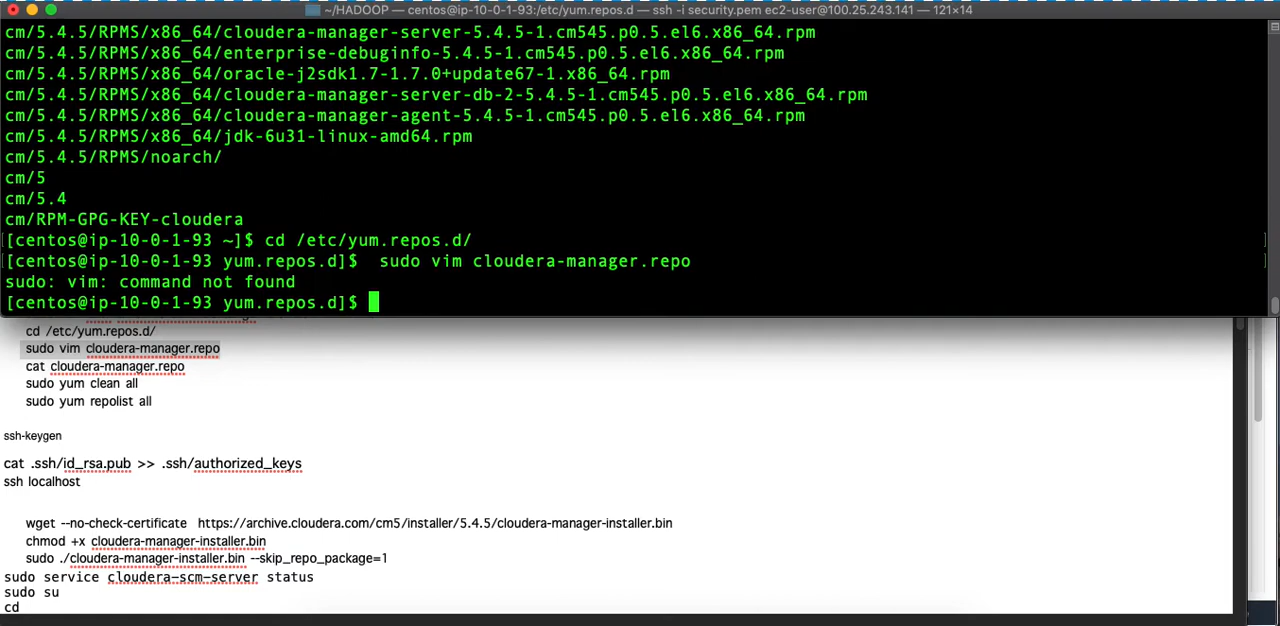 ~/HADOOP — centos@ip-10-0-1-93:/etc/yum.repos.d — ssh -i security.pem ec2-user@100.25.243.141 — 121×14
cm/5.4.5/RPMS/x86_64/cloudera-manager-server-5.4.5-1.cm545.p0.5.el6.x86_64.rpm
cm/5.4.5/RPMS/x86_64/enterprise-debuginfo-5.4.5-1.cm545.p0.5.el6.x86_64.rpm
cm/5.4.5/RPMS/x86_64/oracle-j2sdk1.7-1.7.0+update67-1.x86_64.rpm
cm/5.4.5/RPMS/x86_64/cloudera-manager-server-db-2-5.4.5-1.cm545.p0.5.el6.x86_64.rpm
cm/5.4.5/RPMS/x86_64/cloudera-manager-agent-5.4.5-1.cm545.p0.5.el6.x86_64.rpm
cm/5.4.5/RPMS/x86_64/jdk-6u31-linux-amd64.rpm
cm/5.4.5/RPMS/noarch/
cm/5
cm/5.4
cm/RPM-GPG-KEY-cloudera
[centos@ip-10-0-1-93 ~]$ cd /etc/yum.repos.d/
[centos@ip-10-0-1-93 yum.repos.d]$  sudo vim cloudera-manager.repo
sudo: vim: command not found
[centos@ip-10-0-1-93 yum.repos.d]$
cd /etc/yum.repos.d/
sudo vim cloudera-manager.repo
cat cloudera-manager.repo
sudo yum clean all
sudo yum repolist all
ssh-keygen
cat .ssh/id_rsa.pub >> .ssh/authorized_keys
ssh localhost
wget --no-check-certificate  https://archive.cloudera.com/cm5/installer/5.4.5/cloudera-manager-installer.bin
chmod +x cloudera-manager-installer.bin
sudo ./cloudera-manager-installer.bin --skip_repo_package=1
sudo service cloudera-scm-server status
sudo su
cd